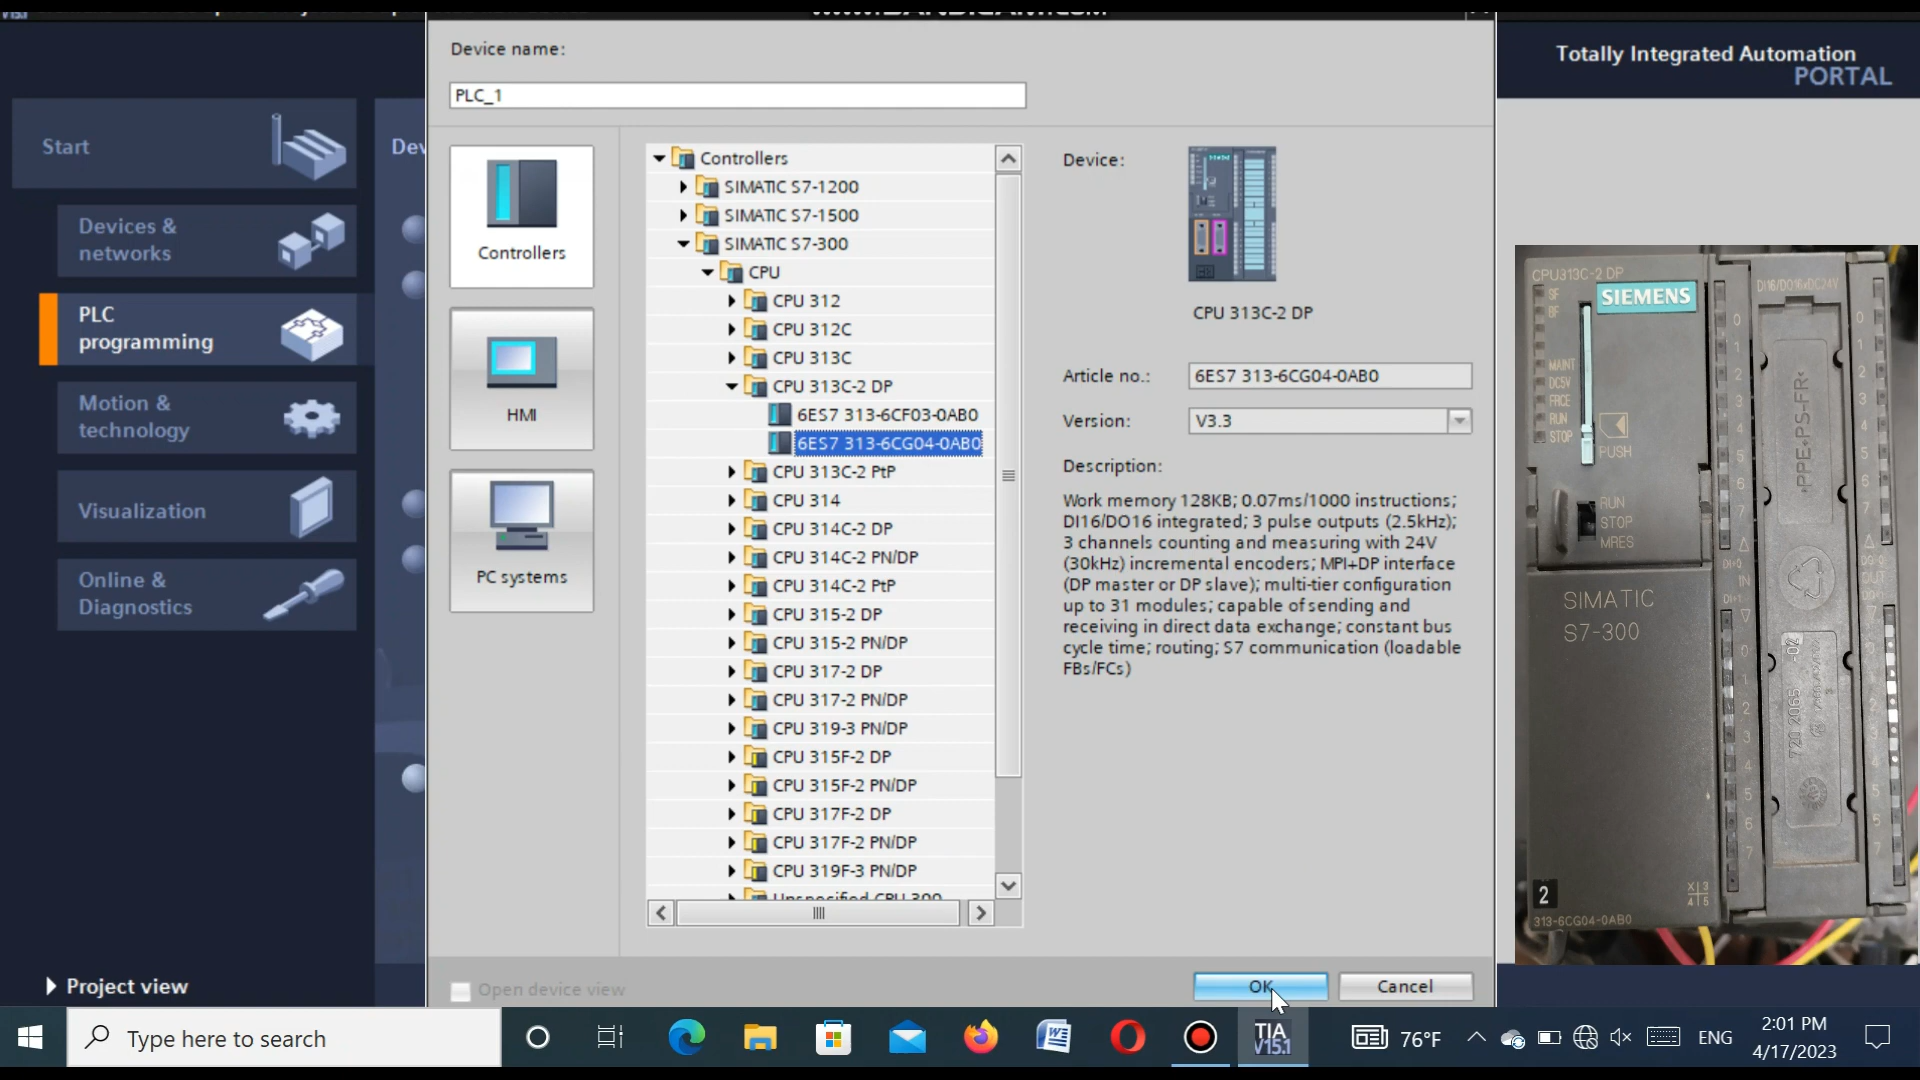 Device name:
PLC_1
Totally Integrated Automation
PORTAL
Start
Devices &
networks
PLC
programming
Motion &
technology
Visualization
Online &
Diagnostics
Project view
Dev
Controllers
HMI
PC systems
Controllers
SIMATIC S7-1200
SIMATIC S7-1500
SIMATIC S7-300
CPU
CPU 312
CPU 312C
CPU 313C
CPU 313C-2 DP
6ES7 313-6CF03-0AB0
6ES7 313-6CG04-0AB0
CPU 313C-2 PtP
CPU 314
CPU 314C-2 DP
CPU 314C-2 PN/DP
CPU 314C-2 PtP
CPU 315-2 DP
CPU 315-2 PN/DP
CPU 317-2 DP
CPU 317-2 PN/DP
CPU 319-3 PN/DP
CPU 315F-2 DP
CPU 315F-2 PN/DP
CPU 317F-2 DP
CPU 317F-2 PN/DP
CPU 319F-3 PN/DP
Unspecified CPU 300
Device:
CPU 313C-2 DP
Article no.: 6ES7 313-6CG04-0AB0
Version: V3.3
Description:
Work memory 128KB; 0.07ms/1000 instructions;
DI16/DO16 integrated; 3 pulse outputs (2.5kHz);
3 channels counting and measuring with 24V
(30kHz) incremental encoders; MPI+DP interface
(DP master or DP slave); multi-tier configuration
up to 31 modules; capable of sending and
receiving in direct data exchange; constant bus
cycle time; routing; S7 communication (loadable
FBs/FCs)
Open device view
OK
Cancel
CPU313C-2 DP
SIEMENS
SF
BF
MAINT
DC5V
FRCE
RUN
STOP
PUSH
RUN
STOP
MRES
SIMATIC
S7-300
2
X 3
4 5
313-6CG04-0AB0
DI16/DO16xDC24V
>PPE+PS-FR<
Type here to search
TIA
V15.1
76°F
ENG
2:01 PM
4/17/2023